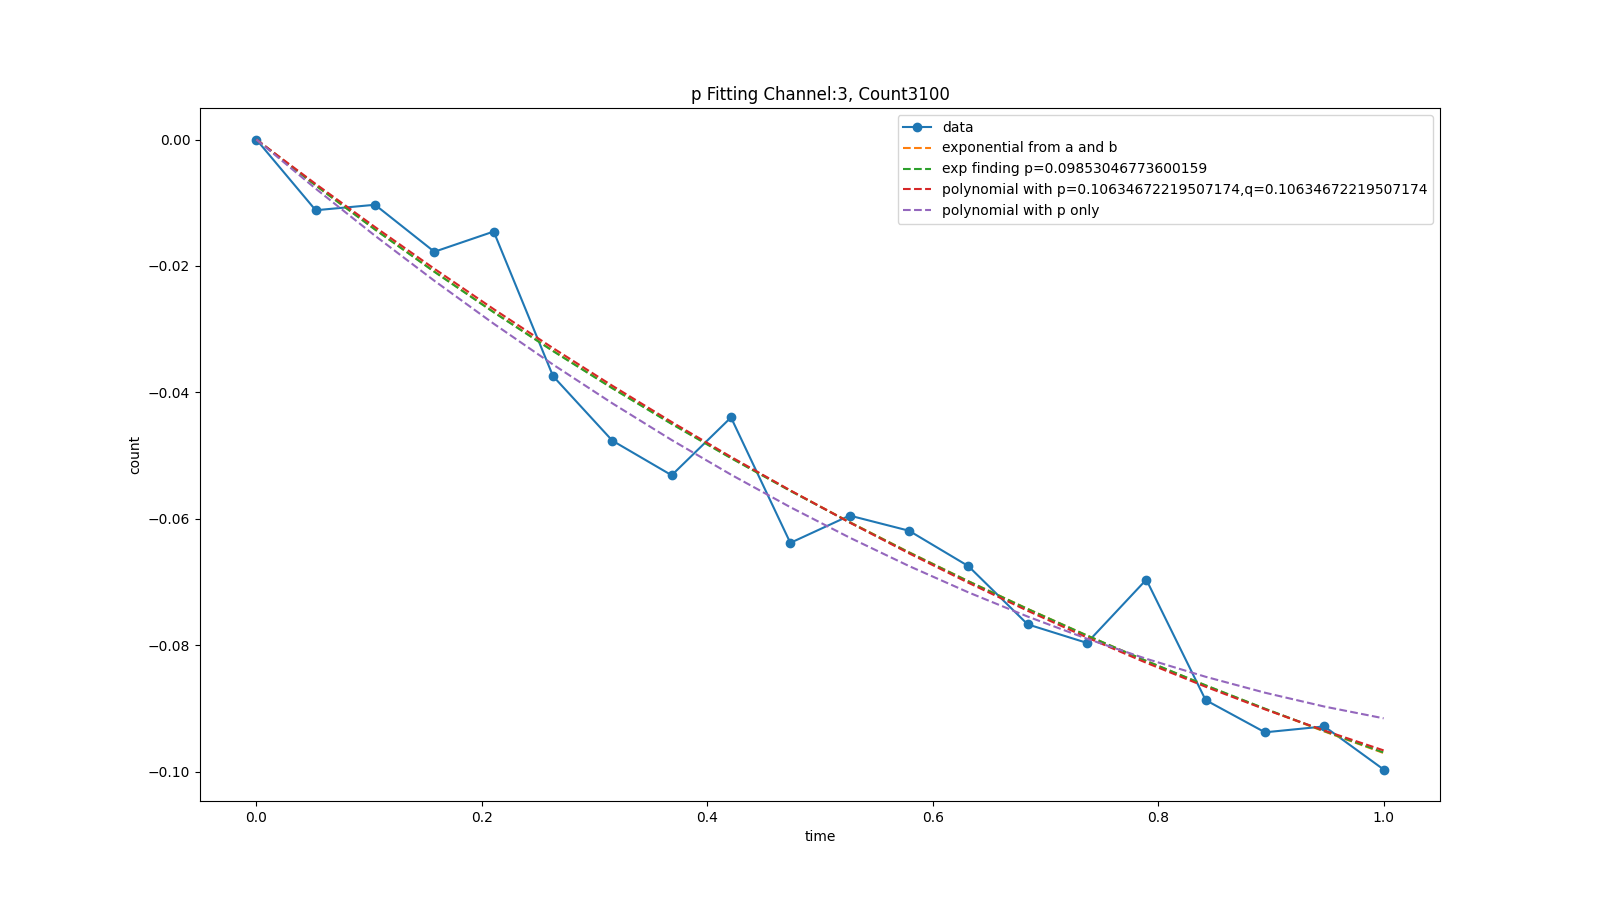 p Fitting Channel:3, Count3100
data
exponential from a and b
exp finding p=0.09853046773600159
polynomial with p=0.10634672219507174,q=0.10634672219507174
polynomial with p only
0.00
−0.02
−0.04
−0.06
−0.08
−0.10
count
0.0 0.2 0.4 0.6 0.8 1.0
time